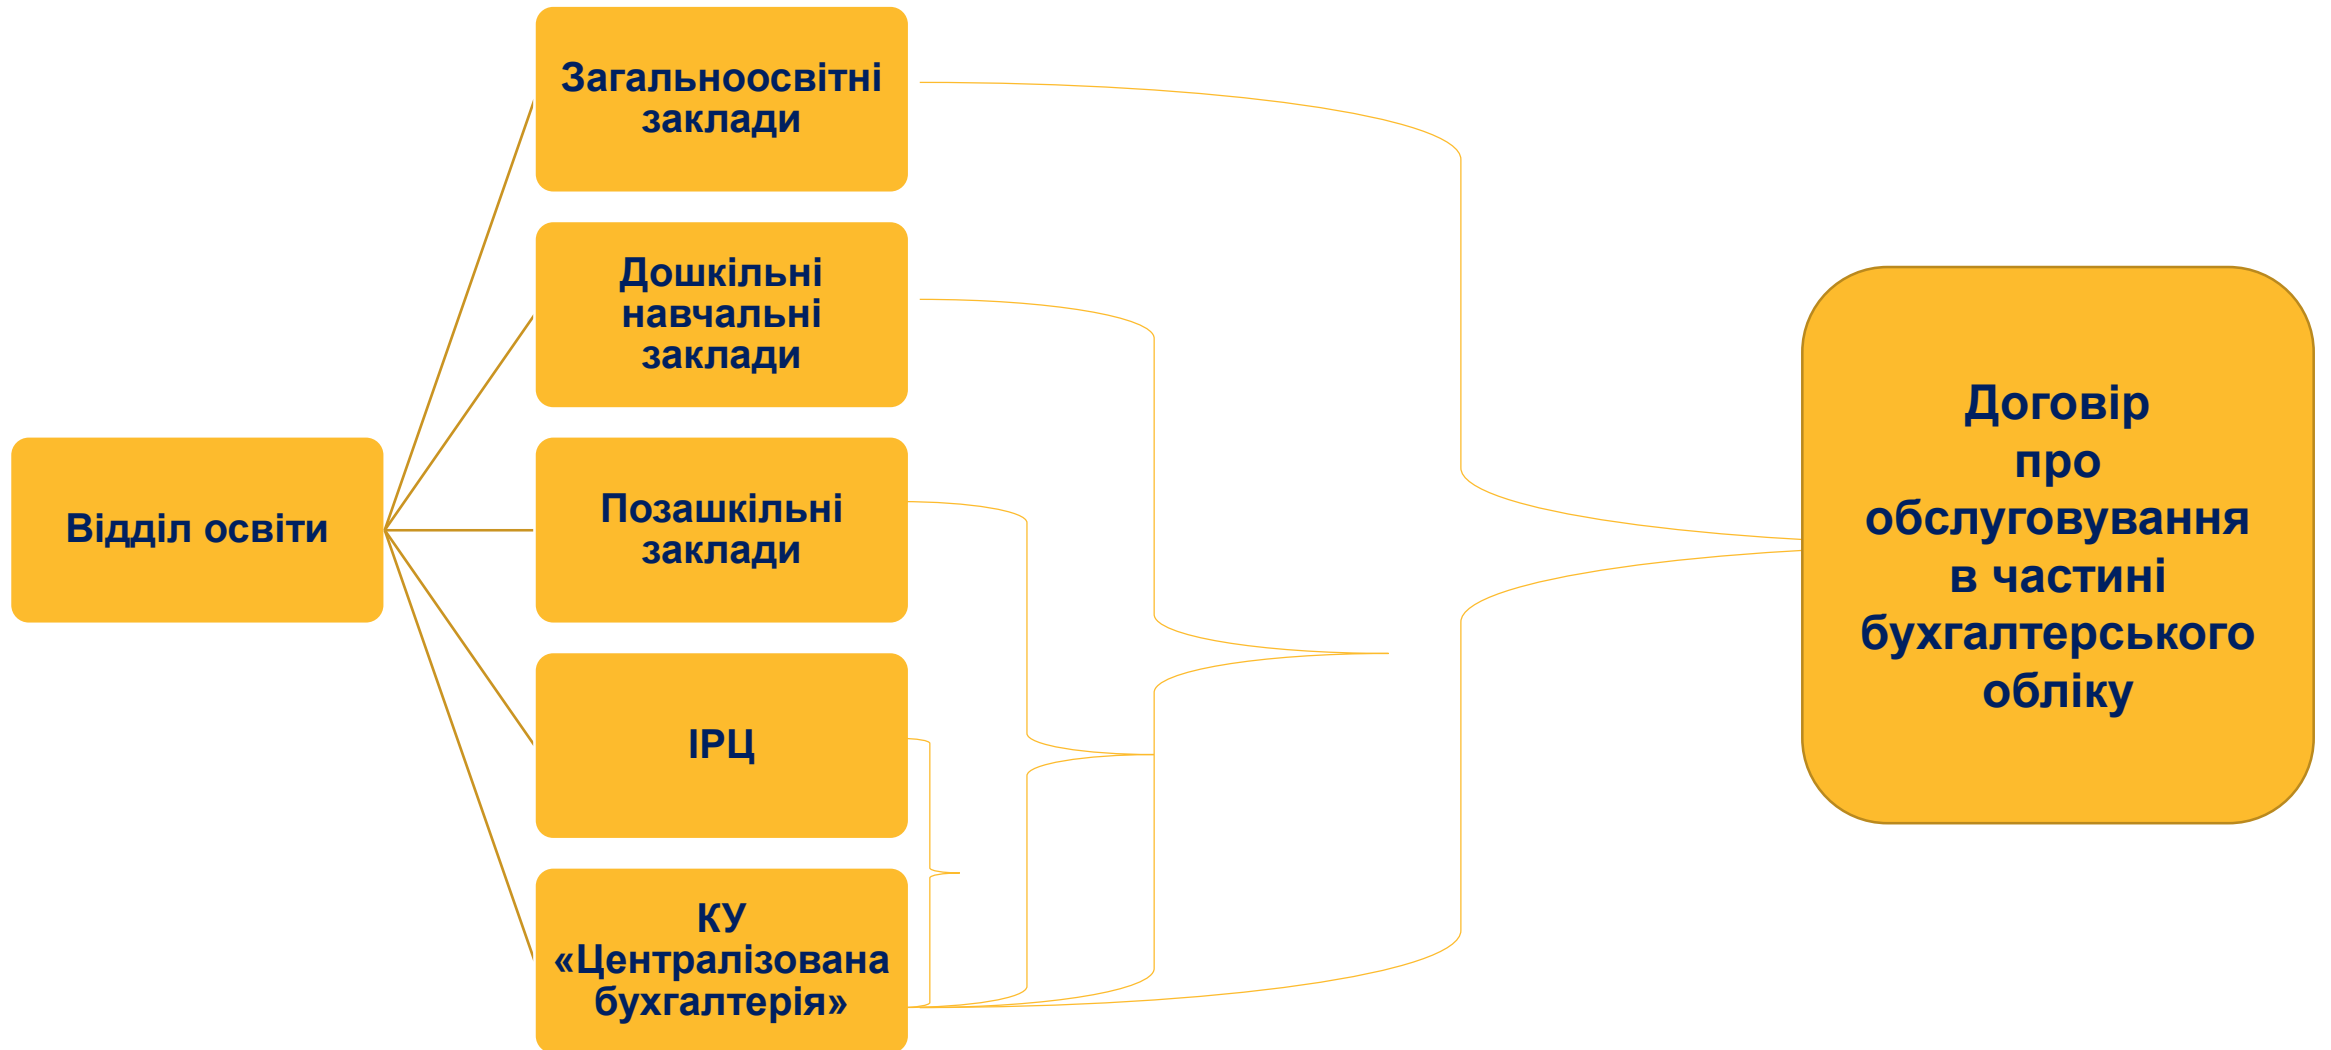 Відділ освіти
Загальноосвітні
заклади
Дошкільні
навчальні
заклади
Позашкільні
заклади
ІРЦ
КУ
«Централізована
бухгалтерія»
Договір
про
обслуговування
в частині
бухгалтерського
обліку